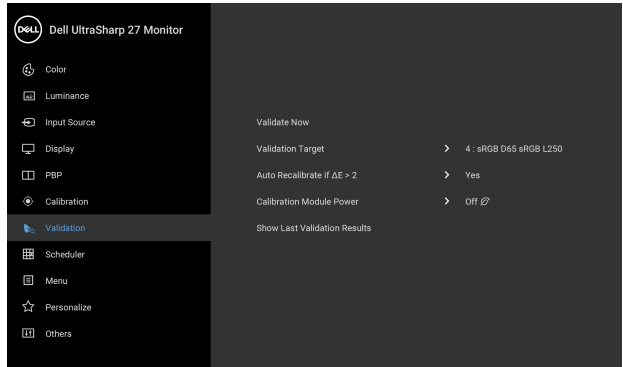 DELL Dell UltraSharp 27 Monitor
Color
Luminance
Input Source
Display
PBP
Calibration
Validation
Scheduler
Menu
Personalize
Others
Validate Now
Validation Target > 4 : sRGB D65 sRGB L250
Auto Recalibrate if ΔE > 2 > Yes
Calibration Module Power > Off
Show Last Validation Results